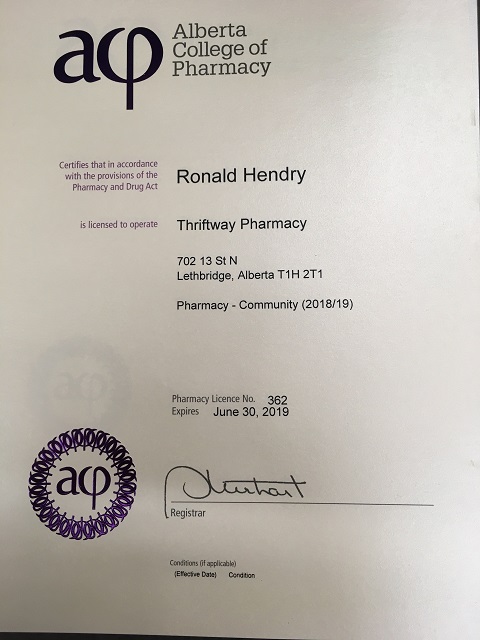 acp
Alberta
College of
Pharmacy
Certifies that in accordance
with the provisions of the
Pharmacy and Drug Act
Ronald Hendry
is licensed to operate
Thriftway Pharmacy
702 13 St N
Lethbridge, Alberta T1H 2T1
Pharmacy - Community (2018/19)
Pharmacy Licence No. 362
Expires June 30, 2019
acp
Registrar
Conditions (if applicable)
(Effective Date) Condition